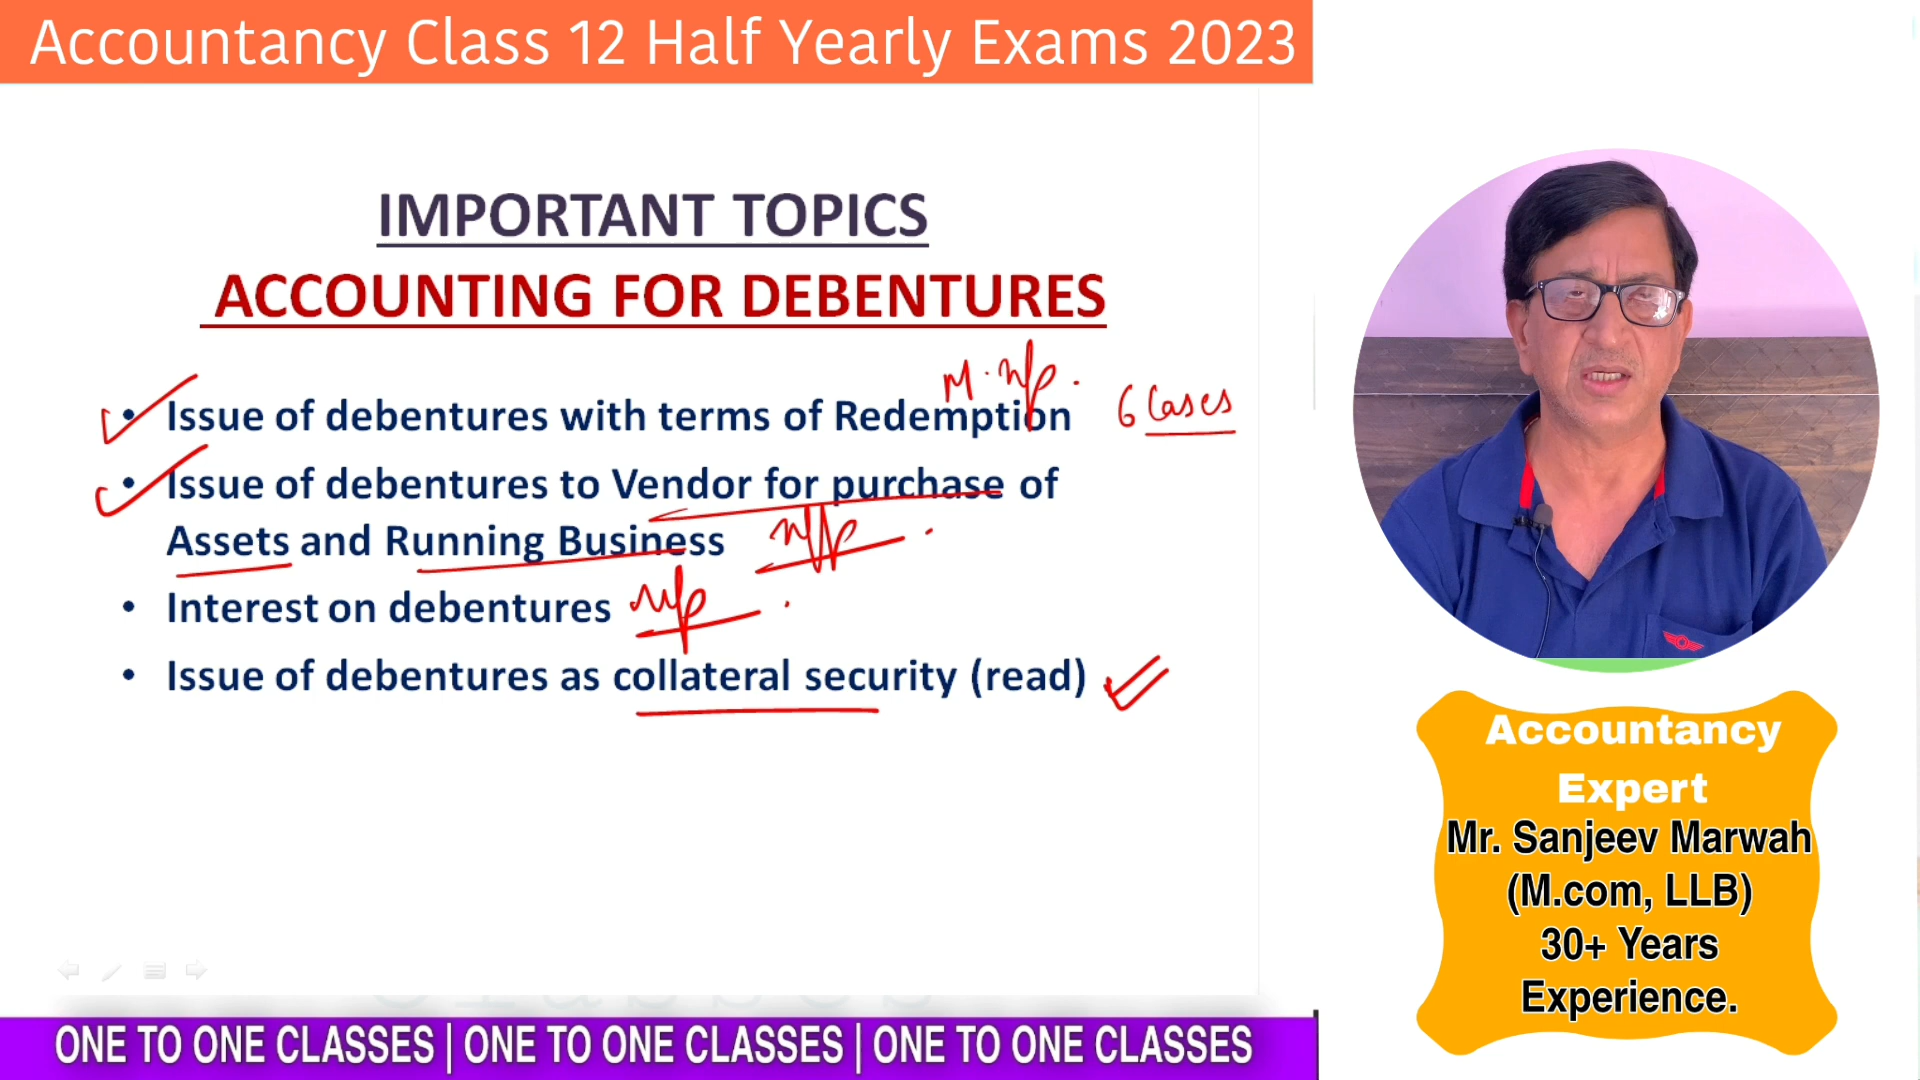 Accountancy Class 12 Half Yearly Exams 2023
IMPORTANT TOPICS
ACCOUNTING FOR DEBENTURES
M. Imp.
• Issue of debentures with terms of Redemption 6 Cases
• Issue of debentures to Vendor for purchase of
Assets and Running Business Imp.
• Interest on debentures Imp.
• Issue of debentures as collateral security (read)
ONE TO ONE CLASSES | ONE TO ONE CLASSES | ONE TO ONE CLASSES
Accountancy
Expert
Mr. Sanjeev Marwah
(M.com, LLB)
30+ Years
Experience.